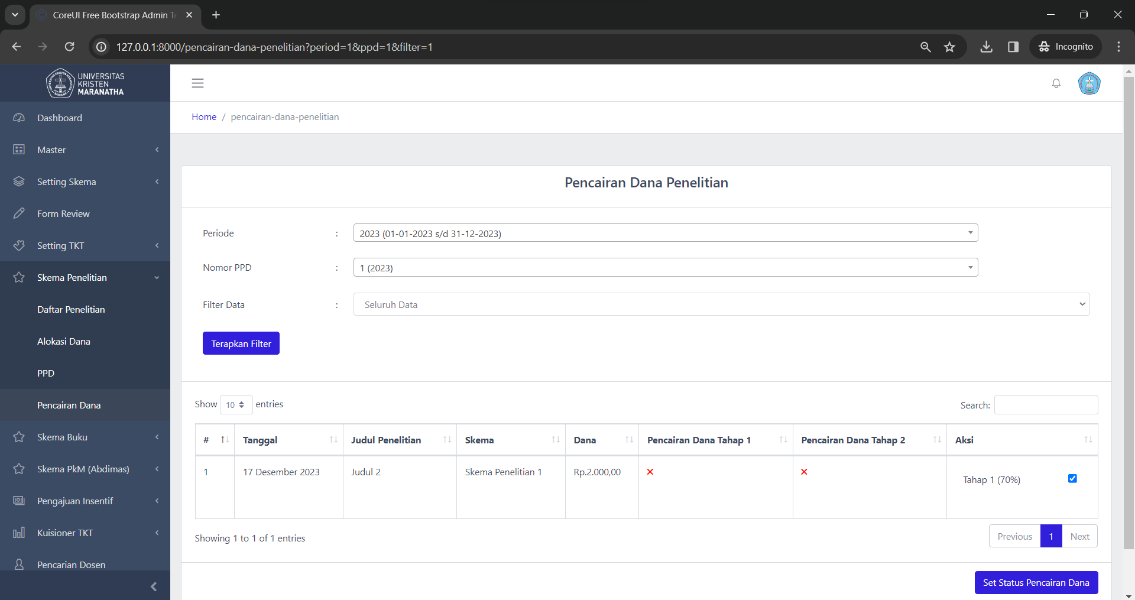 CoreUI Free Bootstrap Admin
127.0.0.1:8000/pencairan-dana-penelitian?period=1&ppd=1&filter=1
Incognito
UNIVERSITAS
KRISTEN
MARANATHA
Dashboard
Master
Setting Skema
Form Review
Setting TKT
Skema Penelitian
Daftar Penelitian
Alokasi Dana
PPD
Pencairan Dana
Skema Buku
Skema PkM (Abdimas)
Pengajuan Insentif
Kuisioner TKT
Pencarian Dosen
Home / pencairan-dana-penelitian
Pencairan Dana Penelitian
Periode : 2023 (01-01-2023 s/d 31-12-2023)
Nomor PPD : 1 (2023)
Filter Data : Seluruh Data
Terapkan Filter
Show 10 entries
Search:
# Tanggal Judul Penelitian Skema Dana Pencairan Dana Tahap 1 Pencairan Dana Tahap 2 Aksi
1 17 Desember 2023 Judul 2 Skema Penelitian 1 Rp.2.000,00 Tahap 1 (70%)
Showing 1 to 1 of 1 entries
Previous 1 Next
Set Status Pencairan Dana